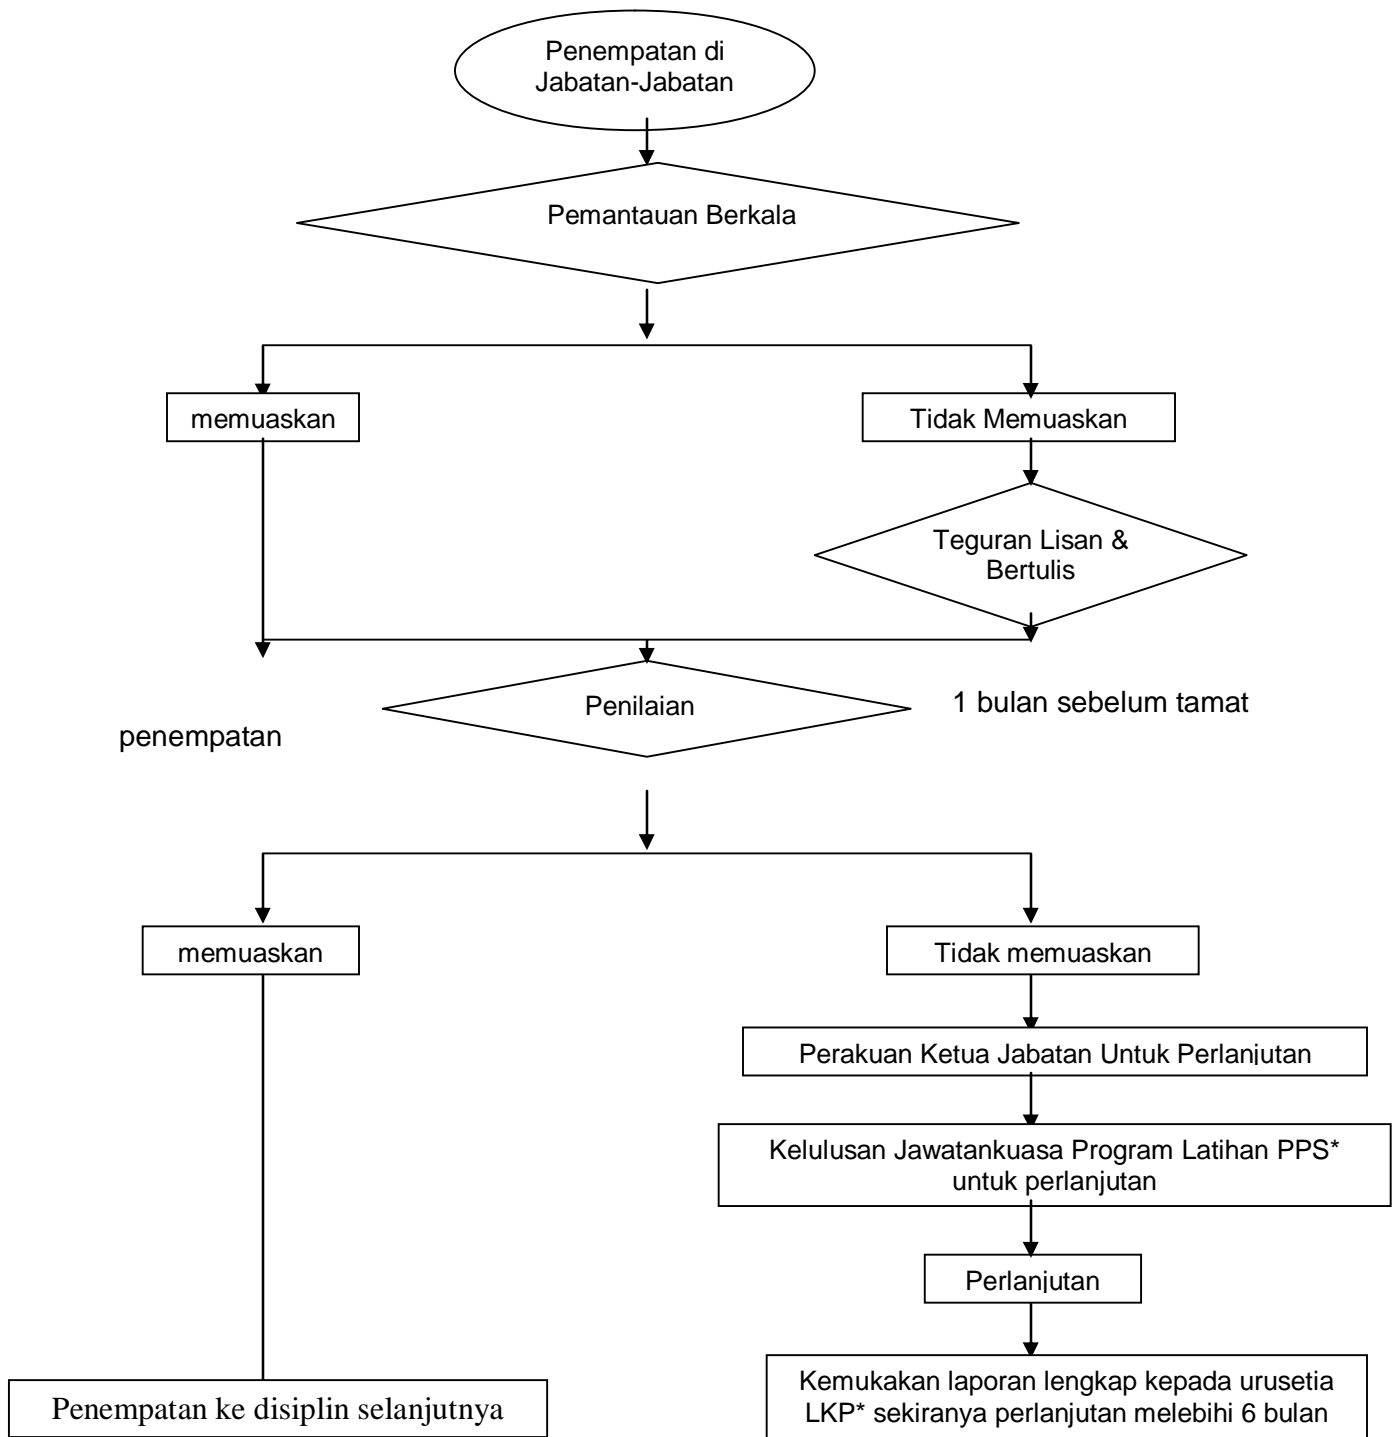 Penempatan di
Jabatan-Jabatan
Pemantauan Berkala
memuaskan
Tidak Memuaskan
Teguran Lisan &
Bertulis
Penilaian
1 bulan sebelum tamat
penempatan
memuaskan
Tidak memuaskan
Perakuan Ketua Jabatan Untuk Perlanjutan
Kelulusan Jawatankuasa Program Latihan PPS*
untuk perlanjutan
Perlanjutan
Kemukakan laporan lengkap kepada urusetia
LKP* sekiranya perlanjutan melebihi 6 bulan
Penempatan ke disiplin selanjutnya